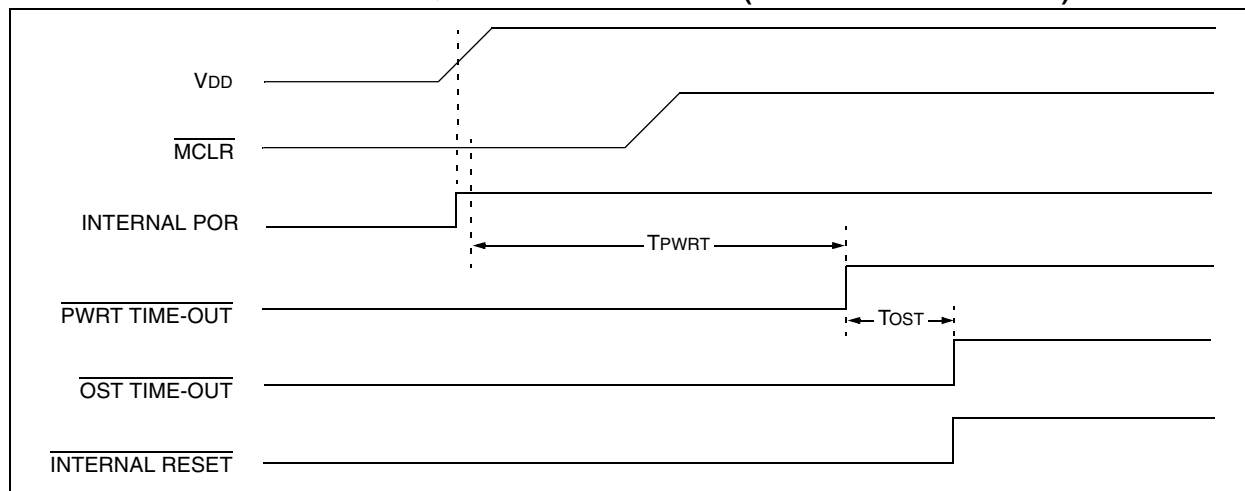 VDD
MCLR
INTERNAL POR
TPWRT
PWRT TIME-OUT
TOST
OST TIME-OUT
INTERNAL RESET